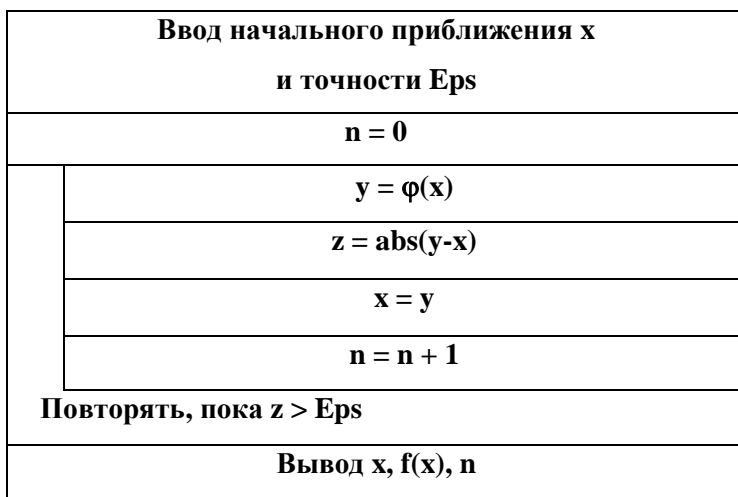 Ввод начального приближения x
и точности Eps
n = 0
y = φ(x)
z = abs(y-x)
x = y
n = n + 1
Повторять, пока z > Eps
Вывод x, f(x), n